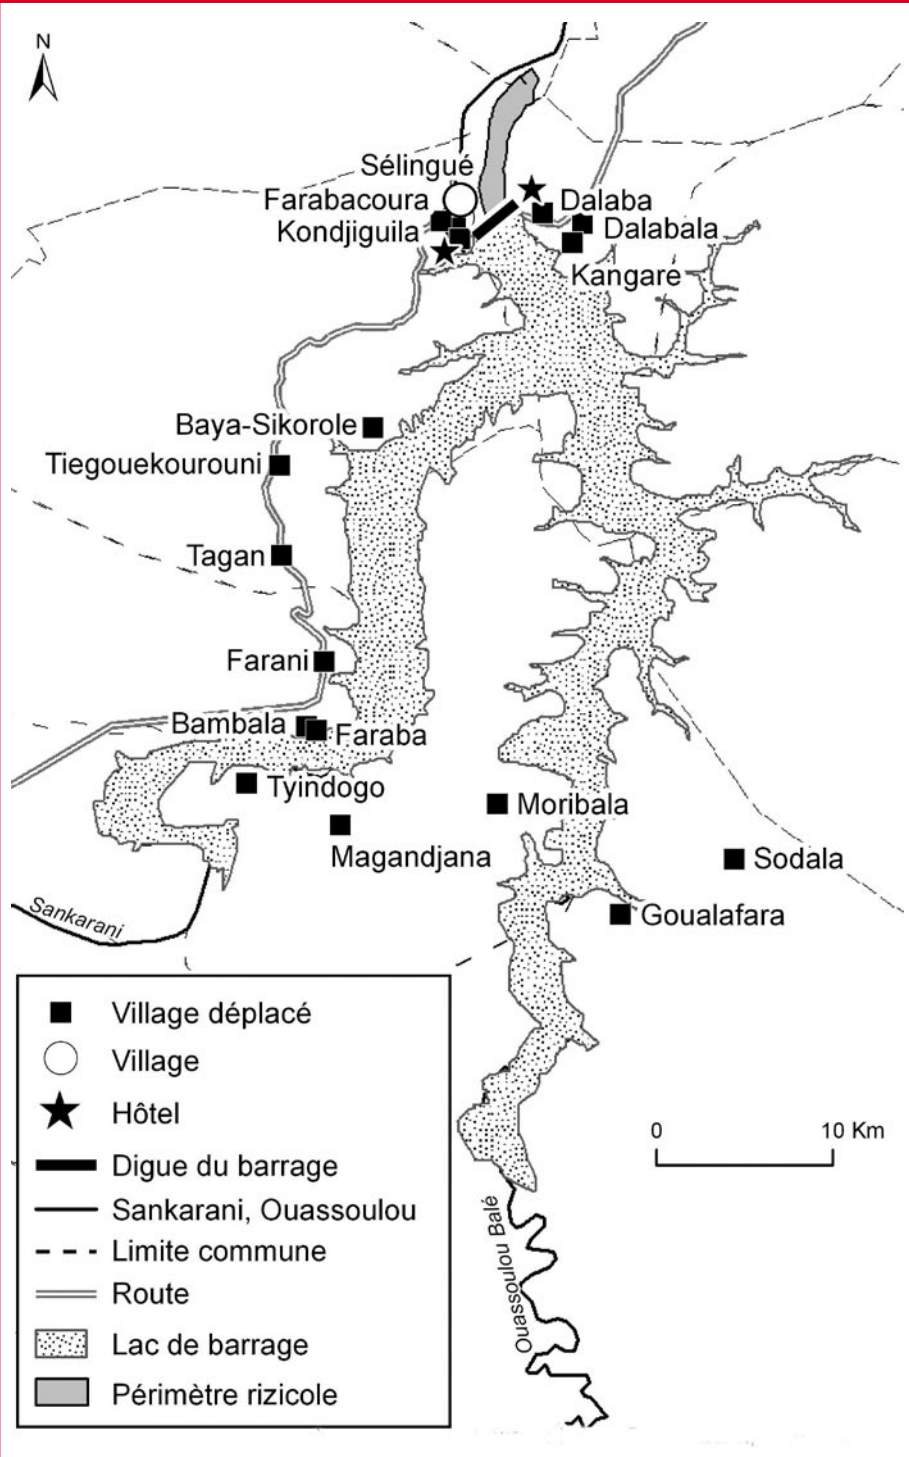 N
Sélingué
Farabacoura
Dalaba
Kondjiguila
Dalabala
Kangare
Baya-Sikorole
Tiegouekourouni
Tagan
Farani
Bambala
Faraba
Tyindogo
Moribala
Magandjana
Sodala
Goualafara
Sankarani
Village déplacé
Village
Hôtel
Digue du barrage
Sankarani, Ouassoulou
Limite commune
Route
Lac de barrage
Périmètre rizicole
0 10 Km
Ouassoulou Balé